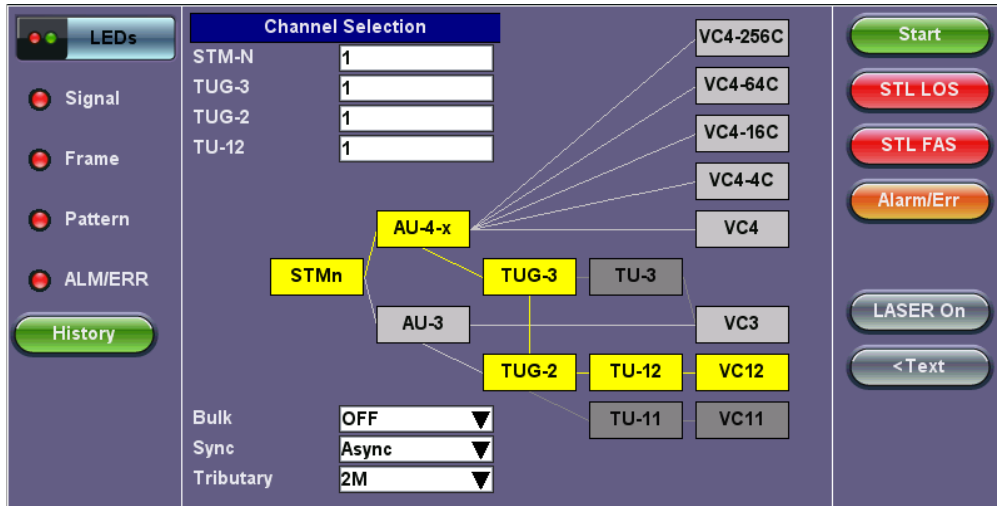 LEDs
Signal
Frame
Pattern
ALM/ERR
History
Channel Selection
STM-N 1
TUG-3 1
TUG-2 1
TU-12 1
VC4-256C
VC4-64C
VC4-16C
VC4-4C
AU-4-x VC4
STMn TUG-3 TU-3
AU-3 VC3
TUG-2 TU-12 VC12
TU-11 VC11
Bulk OFF
Sync Async
Tributary 2M
Start
STL LOS
STL FAS
Alarm/Err
LASER On
<Text